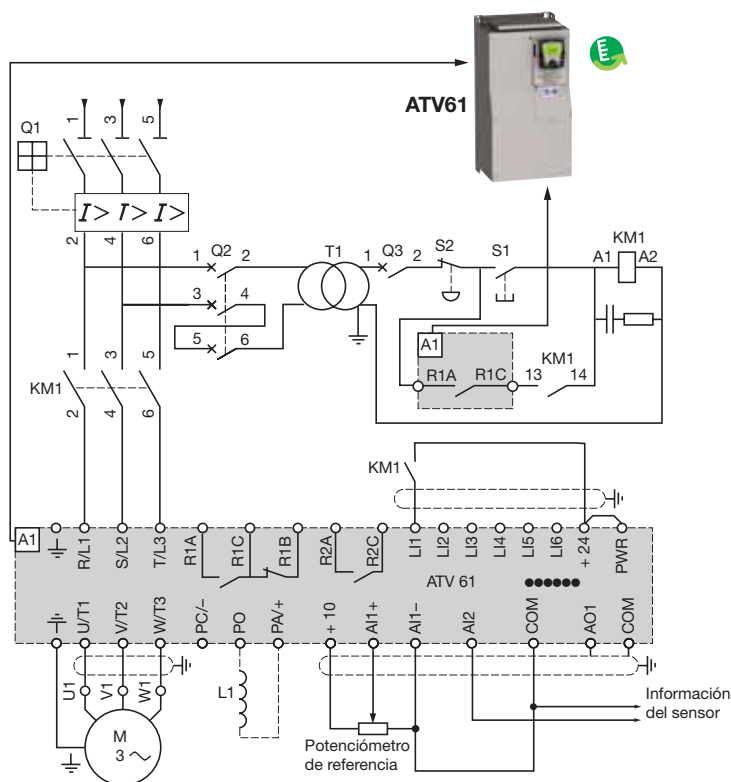 ATV61
Q1
1
3
5
I>
I>
I>
2
4
6
1
Q2
2
3
4
5
6
T1
1
Q3
2
S2
S1
KM1
A1
A2
A1
R1A
R1C
KM1
13
14
1
3
5
KM1
2
4
6
KM1
A1
R/L1
S/L2
T/L3
R1A
R1C
R1B
R2A
R2C
LI1
LI2
LI3
LI4
LI5
LI6
+ 24
PWR
ATV 61
U/T1
V/T2
W/T3
PC/-
PO
PA/+
+ 10
AI1+
AI1-
AI2
COM
AO1
COM
U1
V1
W1
L1
M
3
Potenciómetro
de referencia
Información
del sensor